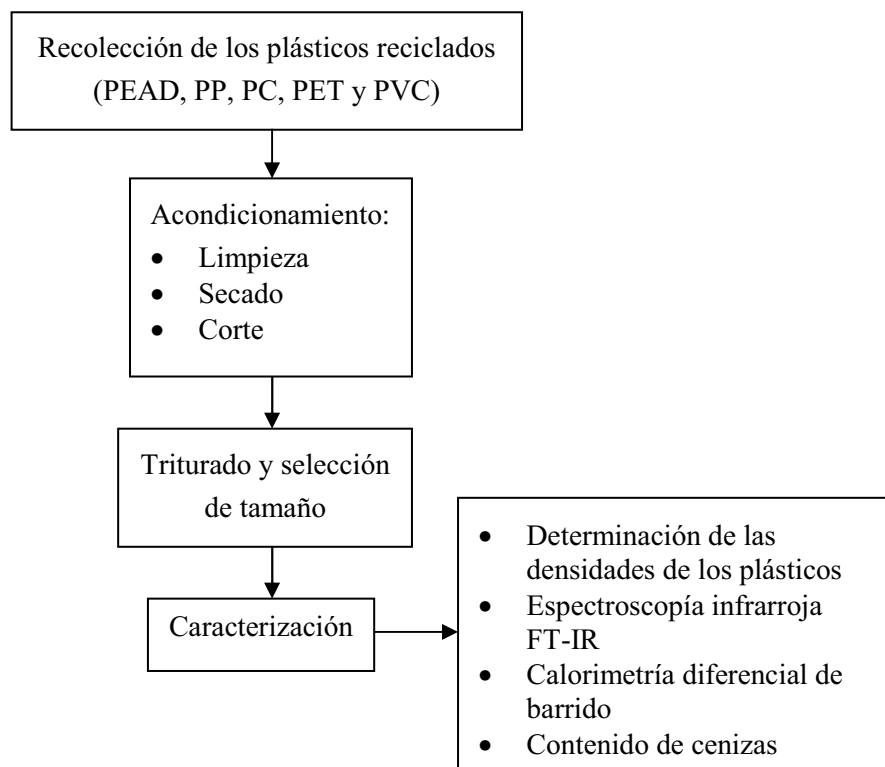 Recolección de los plásticos reciclados
(PEAD, PP, PC, PET y PVC)
Acondicionamiento:
• Limpieza
• Secado
• Corte
Triturado y selección
de tamaño
Caracterización
• Determinación de las
densidades de los plásticos
• Espectroscopía infrarroja
FT-IR
• Calorimetría diferencial de
barrido
• Contenido de cenizas